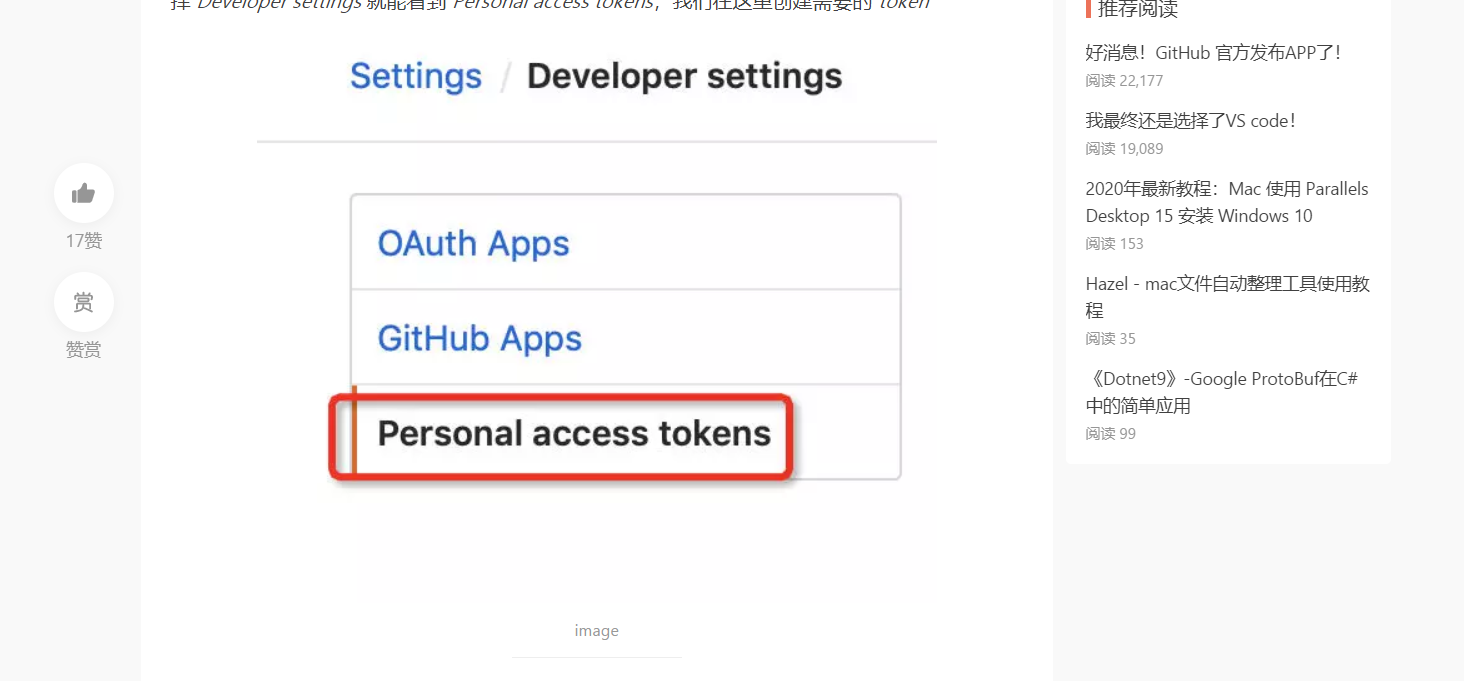 择 Developer settings 就能看到 Personal access tokens，我们在这里创建需要的 token
Settings / Developer settings
OAuth Apps
GitHub Apps
Personal access tokens
image
17赞
赏
赞赏
推荐阅读
好消息！GitHub 官方发布APP了！
阅读 22,177
我最终还是选择了VS code！
阅读 19,089
2020年最新教程：Mac 使用 Parallels
Desktop 15 安装 Windows 10
阅读 153
Hazel - mac文件自动整理工具使用教
程
阅读 35
《Dotnet9》-Google ProtoBuf在C#
中的简单应用
阅读 99